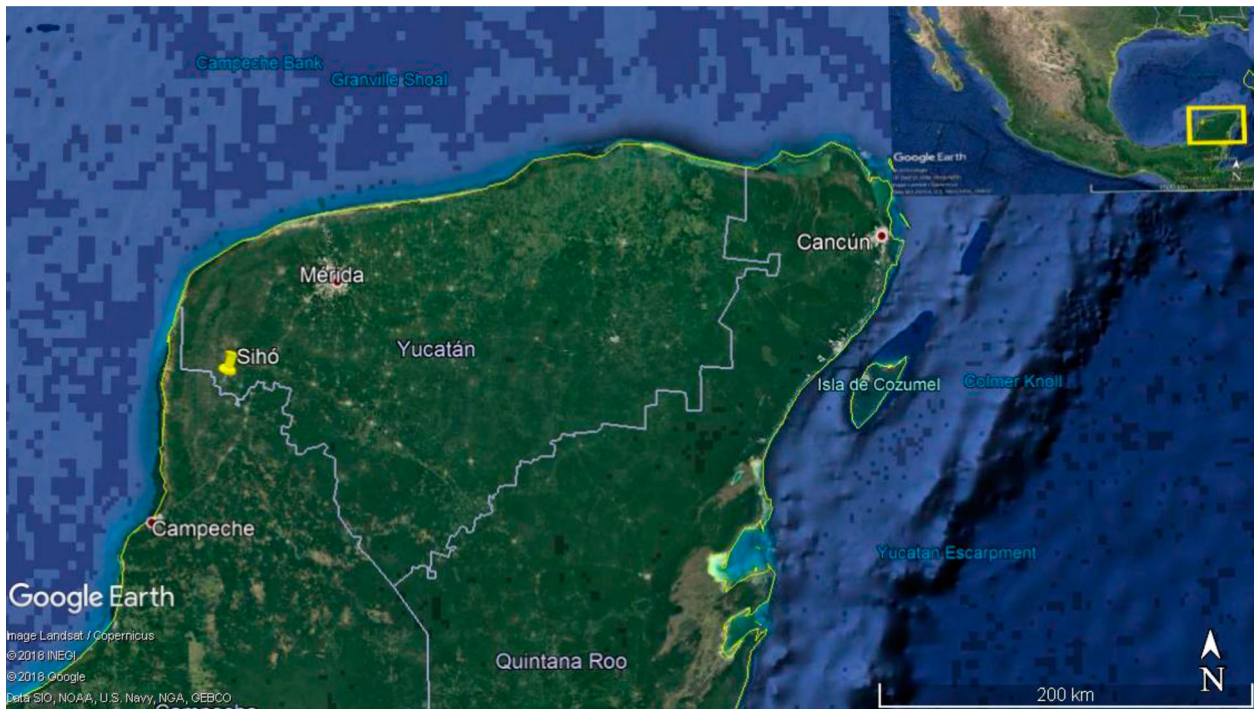 Campeche Bank
Granville Shoal
Google Earth
N
Cancún
Mérida
Sihó
Yucatán
Isla de Cozumel
Colmer Knoll
Campeche
Yucatan Escarpment
Google Earth
Image Landsat / Copernicus
© 2018 INEGI
© 2018 Google
Data SIO, NOAA, U.S. Navy, NGA, GEBCO
Quintana Roo
N
200 km
Campeche